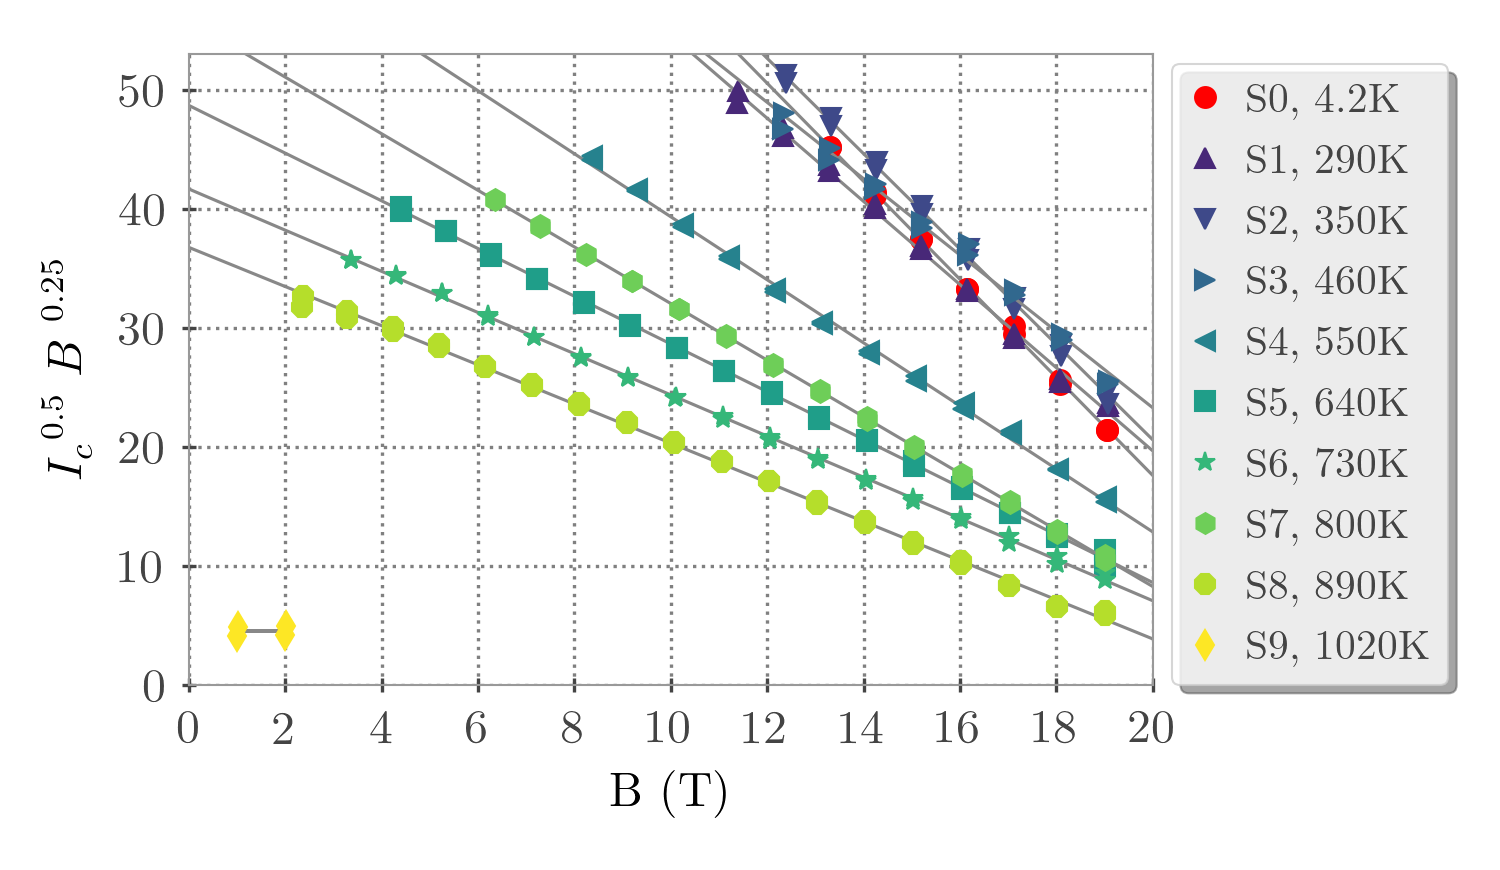 50
40
30
20
10
0
I_c^{0.5} B^{0.25}
0 2 4 6 8 10 12 14 16 18 20
B (T)
S0, 4.2K
S1, 290K
S2, 350K
S3, 460K
S4, 550K
S5, 640K
S6, 730K
S7, 800K
S8, 890K
S9, 1020K